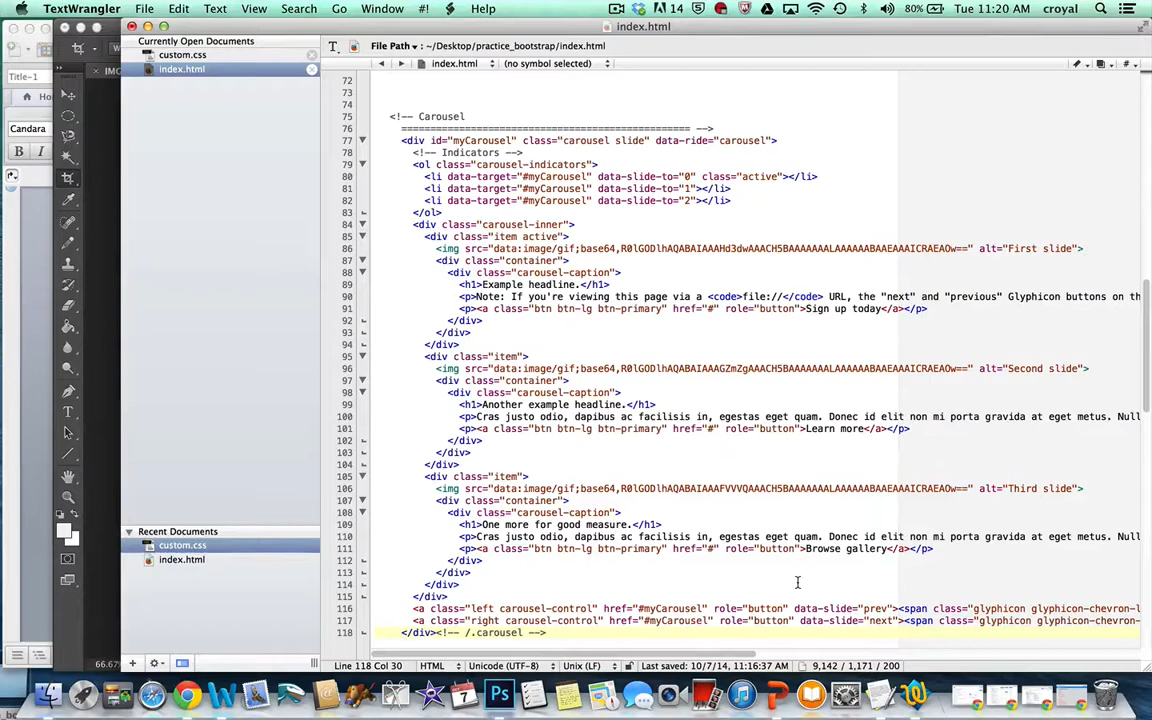 TextWrangler File Edit Text View Search Go Window #! Help 14 5 80% Tue 11:20 AM croyal
index.html
Currently Open Documents
custom.css
index.html
File Path : ~/Desktop/practice_bootstrap/index.html
index.html (no symbol selected)
Title-1
Candara
B I
72
73
74
75 <!-- Carousel
76 ================================================== -->
77 <div id="myCarousel" class="carousel slide" data-ride="carousel">
78 <!-- Indicators -->
79 <ol class="carousel-indicators">
80 <li data-target="#myCarousel" data-slide-to="0" class="active"></li>
81 <li data-target="#myCarousel" data-slide-to="1"></li>
82 <li data-target="#myCarousel" data-slide-to="2"></li>
83 </ol>
84 <div class="carousel-inner">
85 <div class="item active">
86 <img src="data:image/gif;base64,R0lGODlhAQABAIAAAHd3dwAAACH5BAAAAAAALAAAAAABAAEAAAICRAEAOw==" alt="First slide">
87 <div class="container">
88 <div class="carousel-caption">
89 <h1>Example headline.</h1>
90 <p>Note: If you're viewing this page via a <code>file://</code> URL, the "next" and "previous" Glyphicon buttons on th
91 <p><a class="btn btn-lg btn-primary" href="#" role="button">Sign up today</a></p>
92 </div>
93 </div>
94 </div>
95 <div class="item">
96 <img src="data:image/gif;base64,R0lGODlhAQABAIAAAGZmZgAAACH5BAAAAAAALAAAAAABAAEAAAICRAEAOw==" alt="Second slide">
97 <div class="container">
98 <div class="carousel-caption">
99 <h1>Another example headline.</h1>
100 <p>Cras justo odio, dapibus ac facilisis in, egestas eget quam. Donec id elit non mi porta gravida at eget metus. Null
101 <p><a class="btn btn-lg btn-primary" href="#" role="button">Learn more</a></p>
102 </div>
103 </div>
104 </div>
105 <div class="item">
106 <img src="data:image/gif;base64,R0lGODlhAQABAIAAAFVVVQAAACH5BAAAAAAALAAAAAABAAEAAAICRAEAOw==" alt="Third slide">
107 <div class="container">
108 <div class="carousel-caption">
109 <h1>One more for good measure.</h1>
110 <p>Cras justo odio, dapibus ac facilisis in, egestas eget quam. Donec id elit non mi porta gravida at eget metus. Null
111 <p><a class="btn btn-lg btn-primary" href="#" role="button">Browse gallery</a></p>
112 </div>
113 </div>
114 </div>
115 </div>
116 <a class="left carousel-control" href="#myCarousel" role="button" data-slide="prev"><span class="glyphicon glyphicon-chevron-l
117 <a class="right carousel-control" href="#myCarousel" role="button" data-slide="next"><span class="glyphicon glyphicon-chevron-
118 </div><!-- /.carousel -->
Recent Documents
custom.css
index.html
Line 118 Col 30 HTML Unicode (UTF-8) Unix (LF) Last saved: 10/7/14, 11:16:37 AM 9,142 / 1,171 / 200
Ps